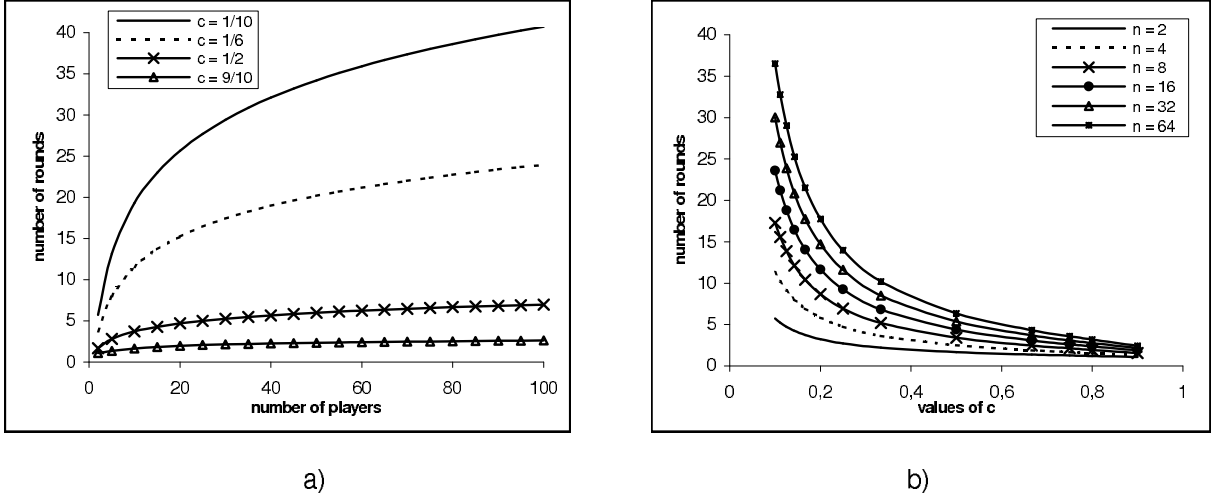 c = 1/10
c = 1/6
c = 1/2
c = 9/10
40
35
30
25
20
15
10
5
0
number of rounds
0
20
40
60
80
100
number of players
a)
n = 2
n = 4
n = 8
n = 16
n = 32
n = 64
40
35
30
25
20
15
10
5
0
number of rounds
0
0,2
0,4
0,6
0,8
1
values of c
b)